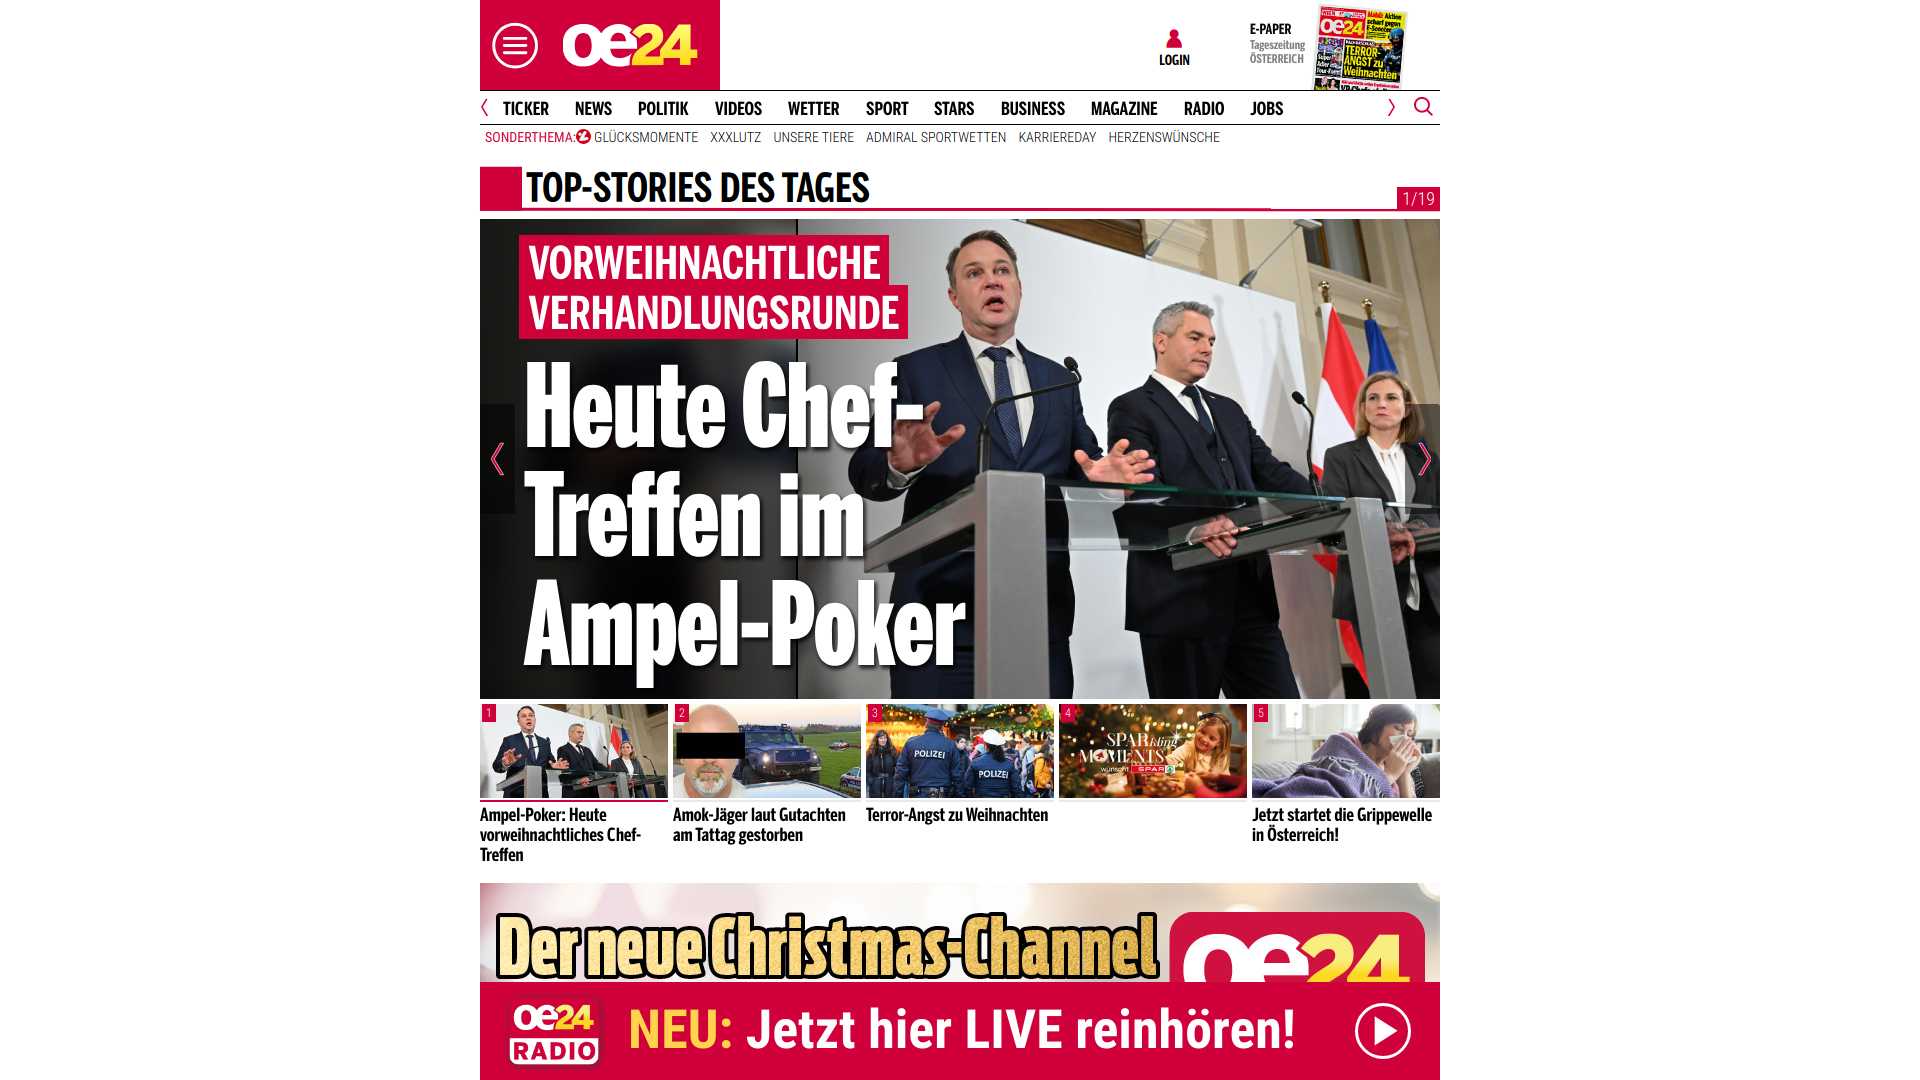 oe24
LOGIN
E-PAPER
Tageszeitung
ÖSTERREICH
oe24
TERROR-
ANGST zu
Weihnachten
TICKER NEWS POLITIK VIDEOS WETTER SPORT STARS BUSINESS MAGAZINE RADIO JOBS
SONDERTHEMA: GLÜCKSMOMENTE XXXLUTZ UNSERE TIERE ADMIRAL SPORTWETTEN KARRIEREDAY HERZENSWÜNSCHE
TOP-STORIES DES TAGES
1/19
VORWEIHNACHTLICHE
VERHANDLUNGSRUNDE
Heute Chef-
Treffen im
Ampel-Poker
1
Ampel-Poker: Heute
vorweihnachtliches Chef-
Treffen
2
Amok-Jäger laut Gutachten
am Tattag gestorben
3
POLIZEI
POLIZEI
Terror-Angst zu Weihnachten
4
SPARkling
MOMENTS
wünscht SPAR
5
Jetzt startet die Grippewelle
in Österreich!
Der neue Christmas-Channel
oe24
oe24
RADIO
NEU: Jetzt hier LIVE reinhören!